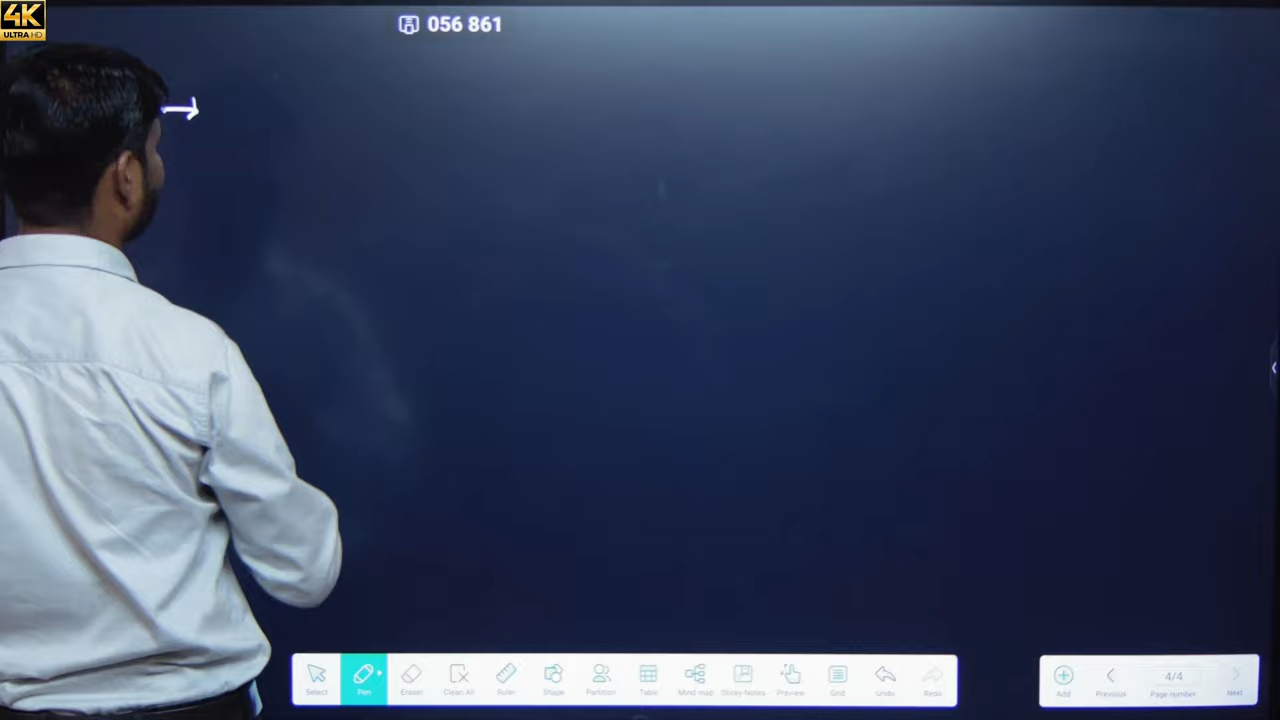 4K
ULTRA HD
056 861
→
Select Pen Eraser Clean All Ruler Shape Partition Table Mind map Sticky-Notes Preview Grid Undo Redo
Add Previous 4/4 Page number Next